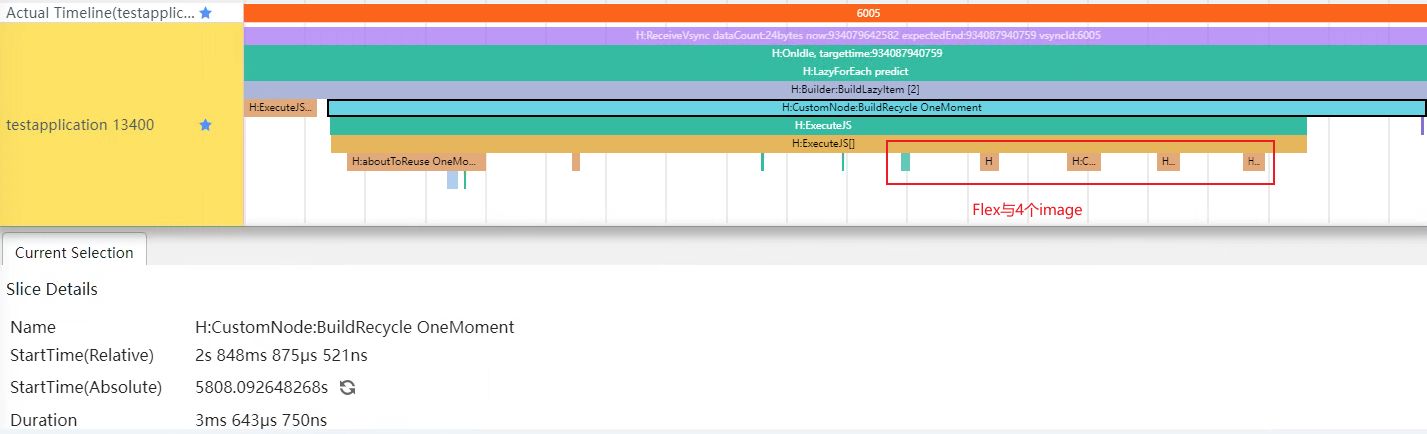 Actual Timeline(testapplic...
6005
H:ReceiveVsync dataCount:24bytes now:934079642582 expectedEnd:934087940759 vsyncId:6005
H:OnIdle, targettime:934087940759
H:LazyForEach predict
H:Builder:BuildLazyItem [2]
H:ExecuteJS... H:CustomNode:BuildRecycle OneMoment
testapplication 13400
H:ExecuteJS
H:ExecuteJS[]
H:aboutToReuse OneMo... H H:C... H... H...
Flex与4个image
Current Selection
Slice Details
Name H:CustomNode:BuildRecycle OneMoment
StartTime(Relative) 2s 848ms 875μs 521ns
StartTime(Absolute) 5808.092648268s
Duration 3ms 643μs 750ns